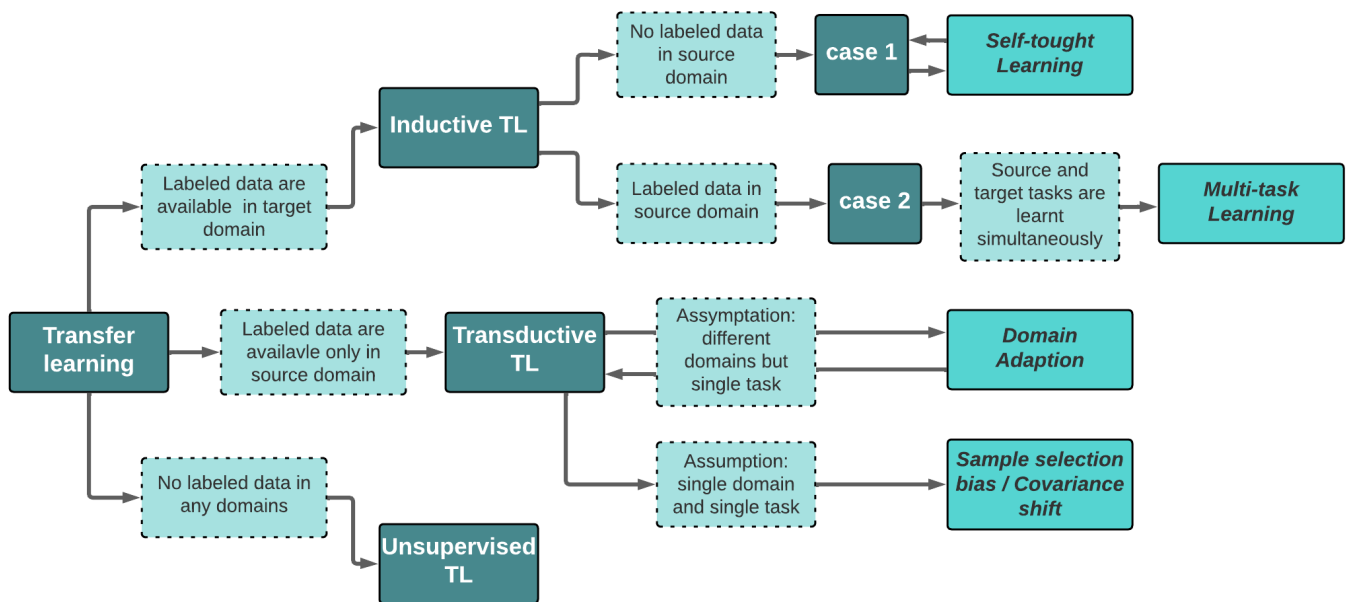 No labeled data
in source
domain
case 1
Self-tought
Learning
Inductive TL
Labeled data are
available in target
domain
Labeled data in
source domain
case 2
Source and
target tasks are
learnt
simultaneously
Multi-task
Learning
Transfer
learning
Labeled data are
availavle only in
source domain
Transductive
TL
Assymptation:
different
domains but
single task
Domain
Adaption
No labeled data in
any domains
Assumption:
single domain
and single task
Sample selection
bias / Covariance
shift
Unsupervised
TL